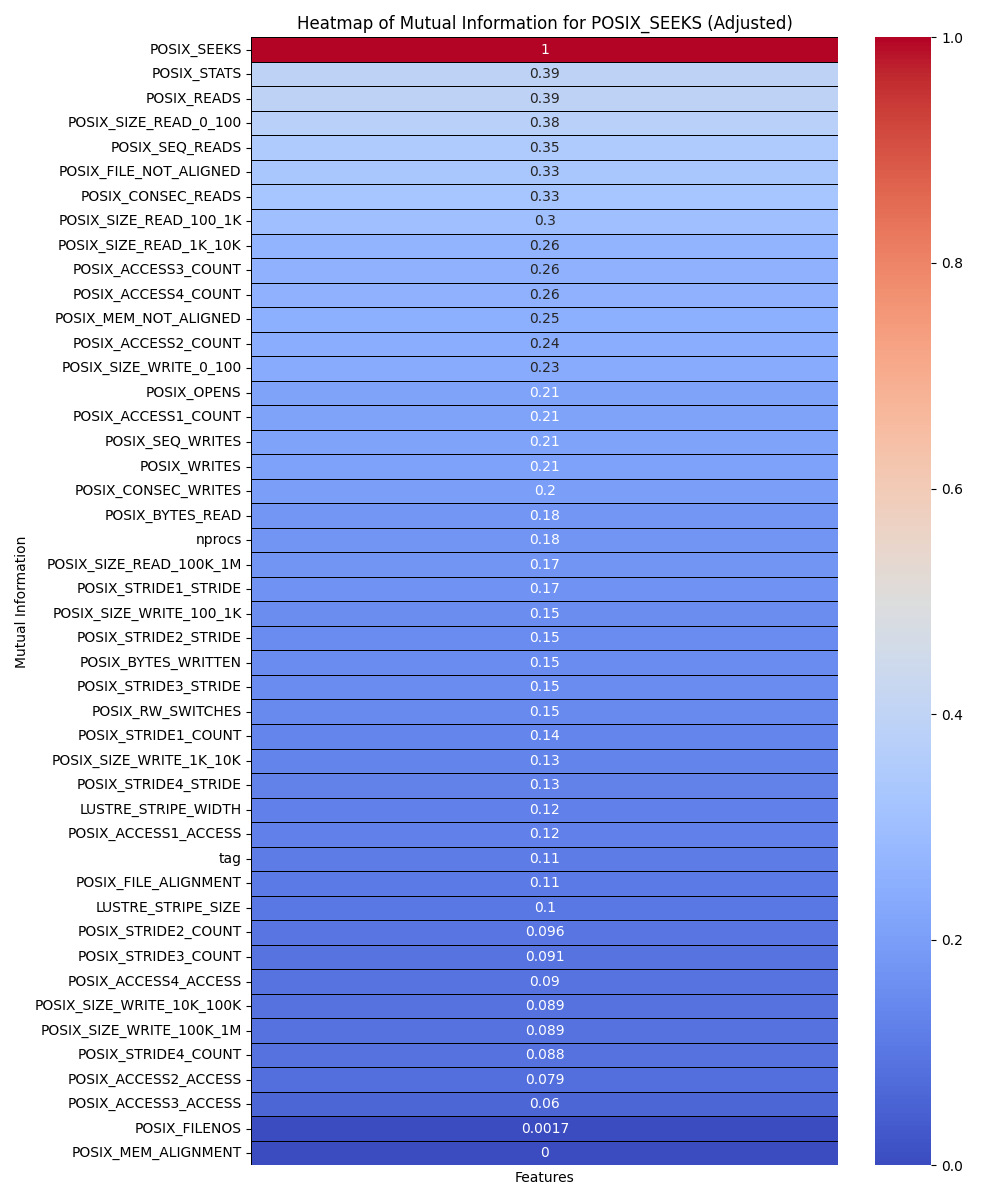 Heatmap of Mutual Information for POSIX_SEEKS (Adjusted)
POSIX_SEEKS 1
POSIX_STATS 0.39
POSIX_READS 0.39
POSIX_SIZE_READ_0_100 0.38
POSIX_SEQ_READS 0.35
POSIX_FILE_NOT_ALIGNED 0.33
POSIX_CONSEC_READS 0.33
POSIX_SIZE_READ_100_1K 0.3
POSIX_SIZE_READ_1K_10K 0.26
POSIX_ACCESS3_COUNT 0.26
POSIX_ACCESS4_COUNT 0.26
POSIX_MEM_NOT_ALIGNED 0.25
POSIX_ACCESS2_COUNT 0.24
POSIX_SIZE_WRITE_0_100 0.23
POSIX_OPENS 0.21
POSIX_ACCESS1_COUNT 0.21
POSIX_SEQ_WRITES 0.21
POSIX_WRITES 0.21
POSIX_CONSEC_WRITES 0.2
POSIX_BYTES_READ 0.18
nprocs 0.18
POSIX_SIZE_READ_100K_1M 0.17
POSIX_STRIDE1_STRIDE 0.17
POSIX_SIZE_WRITE_100_1K 0.15
POSIX_STRIDE2_STRIDE 0.15
POSIX_BYTES_WRITTEN 0.15
POSIX_STRIDE3_STRIDE 0.15
POSIX_RW_SWITCHES 0.15
POSIX_STRIDE1_COUNT 0.14
POSIX_SIZE_WRITE_1K_10K 0.13
POSIX_STRIDE4_STRIDE 0.13
LUSTRE_STRIPE_WIDTH 0.12
POSIX_ACCESS1_ACCESS 0.12
tag 0.11
POSIX_FILE_ALIGNMENT 0.11
LUSTRE_STRIPE_SIZE 0.1
POSIX_STRIDE2_COUNT 0.096
POSIX_STRIDE3_COUNT 0.091
POSIX_ACCESS4_ACCESS 0.09
POSIX_SIZE_WRITE_10K_100K 0.089
POSIX_SIZE_WRITE_100K_1M 0.089
POSIX_STRIDE4_COUNT 0.088
POSIX_ACCESS2_ACCESS 0.079
POSIX_ACCESS3_ACCESS 0.06
POSIX_FILENOS 0.0017
POSIX_MEM_ALIGNMENT 0
Mutual Information
Features
1.0
0.8
0.6
0.4
0.2
0.0